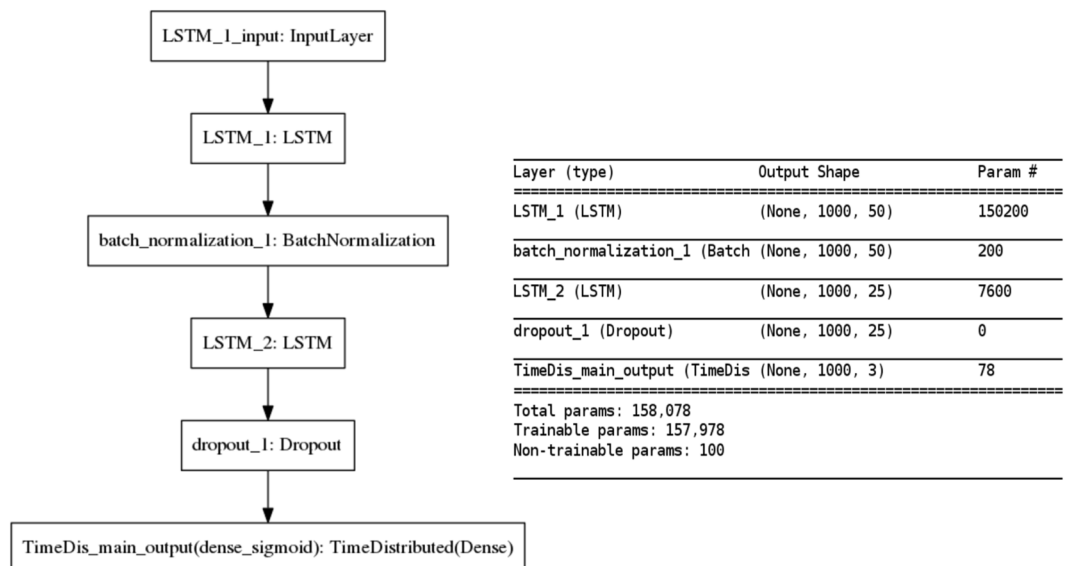 LSTM_1_input: InputLayer
LSTM_1: LSTM
batch_normalization_1: BatchNormalization
LSTM_2: LSTM
dropout_1: Dropout
TimeDis_main_output(dense_sigmoid): TimeDistributed(Dense)
Layer (type) Output Shape Param #
LSTM_1 (LSTM) (None, 1000, 50) 150200
batch_normalization_1 (Batch (None, 1000, 50) 200
LSTM_2 (LSTM) (None, 1000, 25) 7600
dropout_1 (Dropout) (None, 1000, 25) 0
TimeDis_main_output (TimeDis (None, 1000, 3) 78
Total params: 158,078
Trainable params: 157,978
Non-trainable params: 100